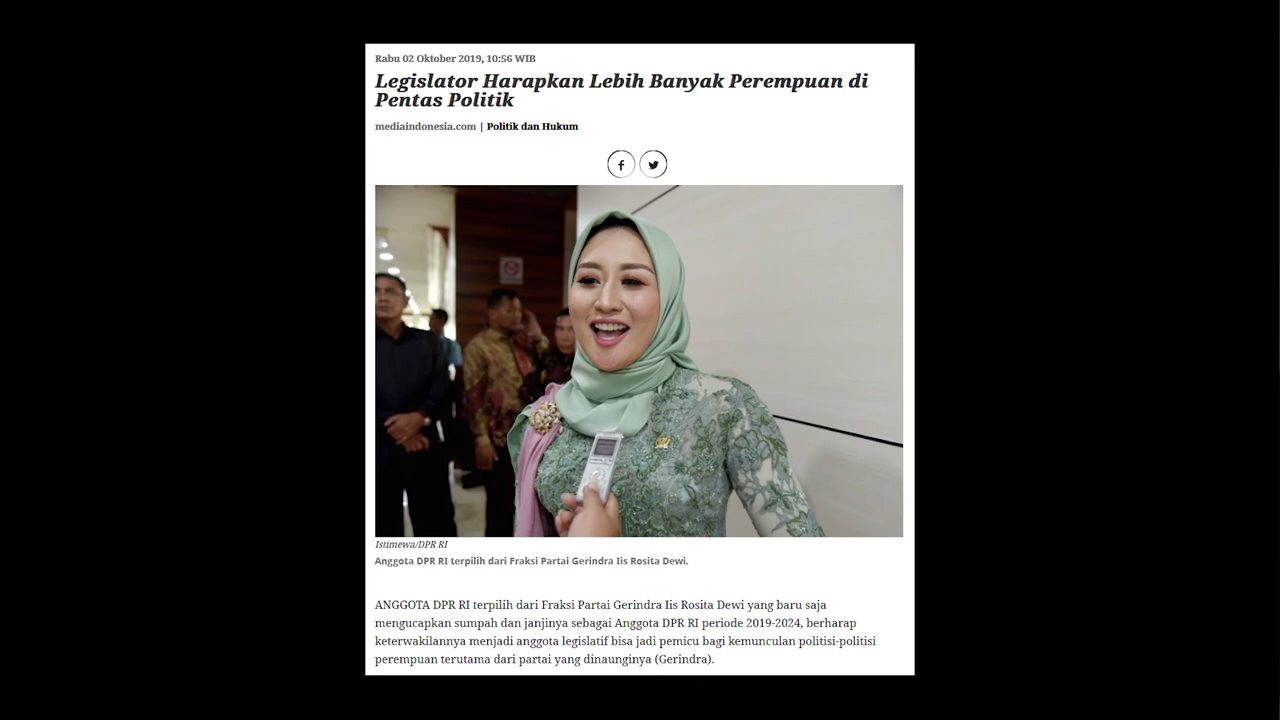 Rabu 02 Oktober 2019, 10:56 WIB
Legislator Harapkan Lebih Banyak Perempuan di
Pentas Politik
mediaindonesia.com | Politik dan Hukum
Istimewa/DPR RI
Anggota DPR RI terpilih dari Fraksi Partai Gerindra Iis Rosita Dewi.
ANGGOTA DPR RI terpilih dari Fraksi Partai Gerindra Iis Rosita Dewi yang baru saja
mengucapkan sumpah dan janjinya sebagai Anggota DPR RI periode 2019-2024, berharap
keterwakilannya menjadi anggota legislatif bisa jadi pemicu bagi kemunculan politisi-politisi
perempuan terutama dari partai yang dinaunginya (Gerindra).